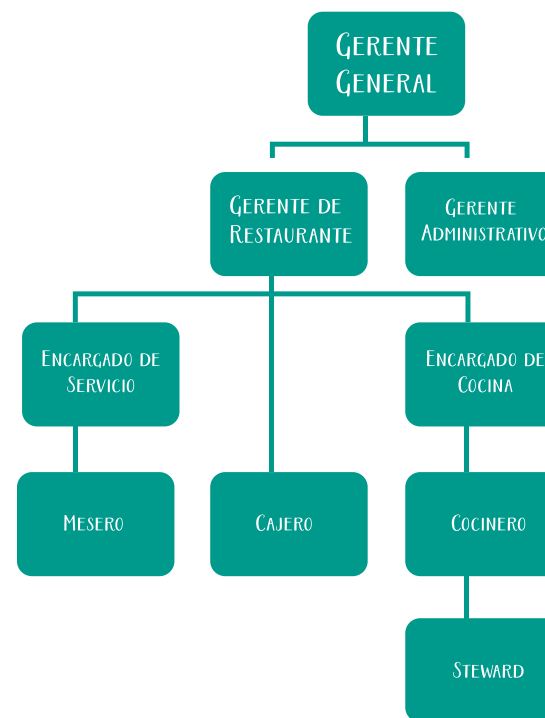 Gerente
General
Gerente de
Restaurante
Gerente
Administrativo
Encargado de
Servicio
Encargado de
Cocina
Mesero
Cajero
Cocinero
Steward